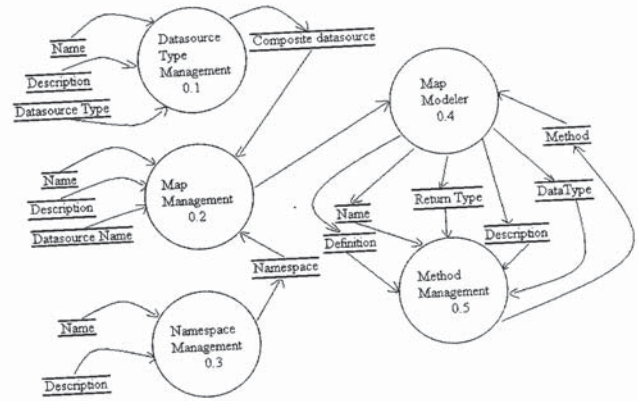 Name
Description
Datasource Type
Datasource
Type
Management
0.1
Composite datasource
Name
Description
Datasource Name
Map
Management
0.2
Namespace
Name
Description
Namespace
Management
0.3
Map
Modeler
0.4
Method
Name
Return Type
DataType
Definition
Description
Method
Management
0.5